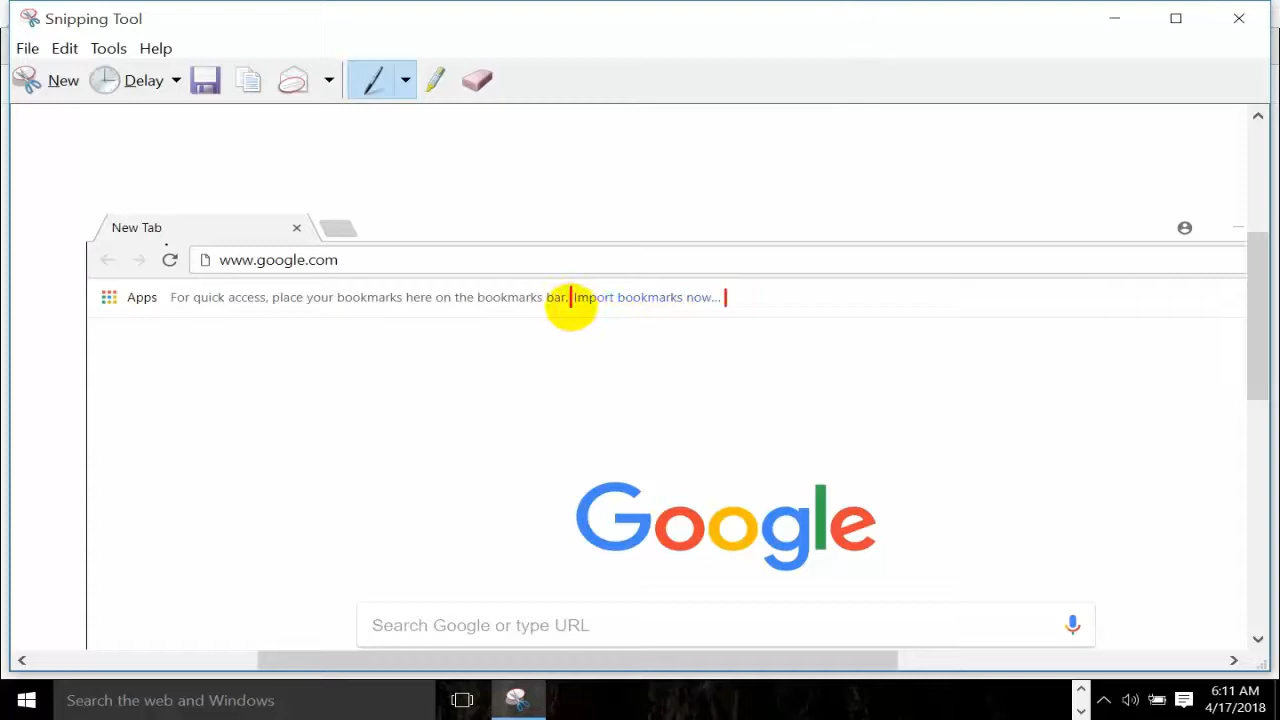 Snipping Tool
File Edit Tools Help
New Delay
New Tab
www.google.com
Apps For quick access, place your bookmarks here on the bookmarks bar. Import bookmarks now...
Google
Search Google or type URL
Search the web and Windows
6:11 AM
4/17/2018